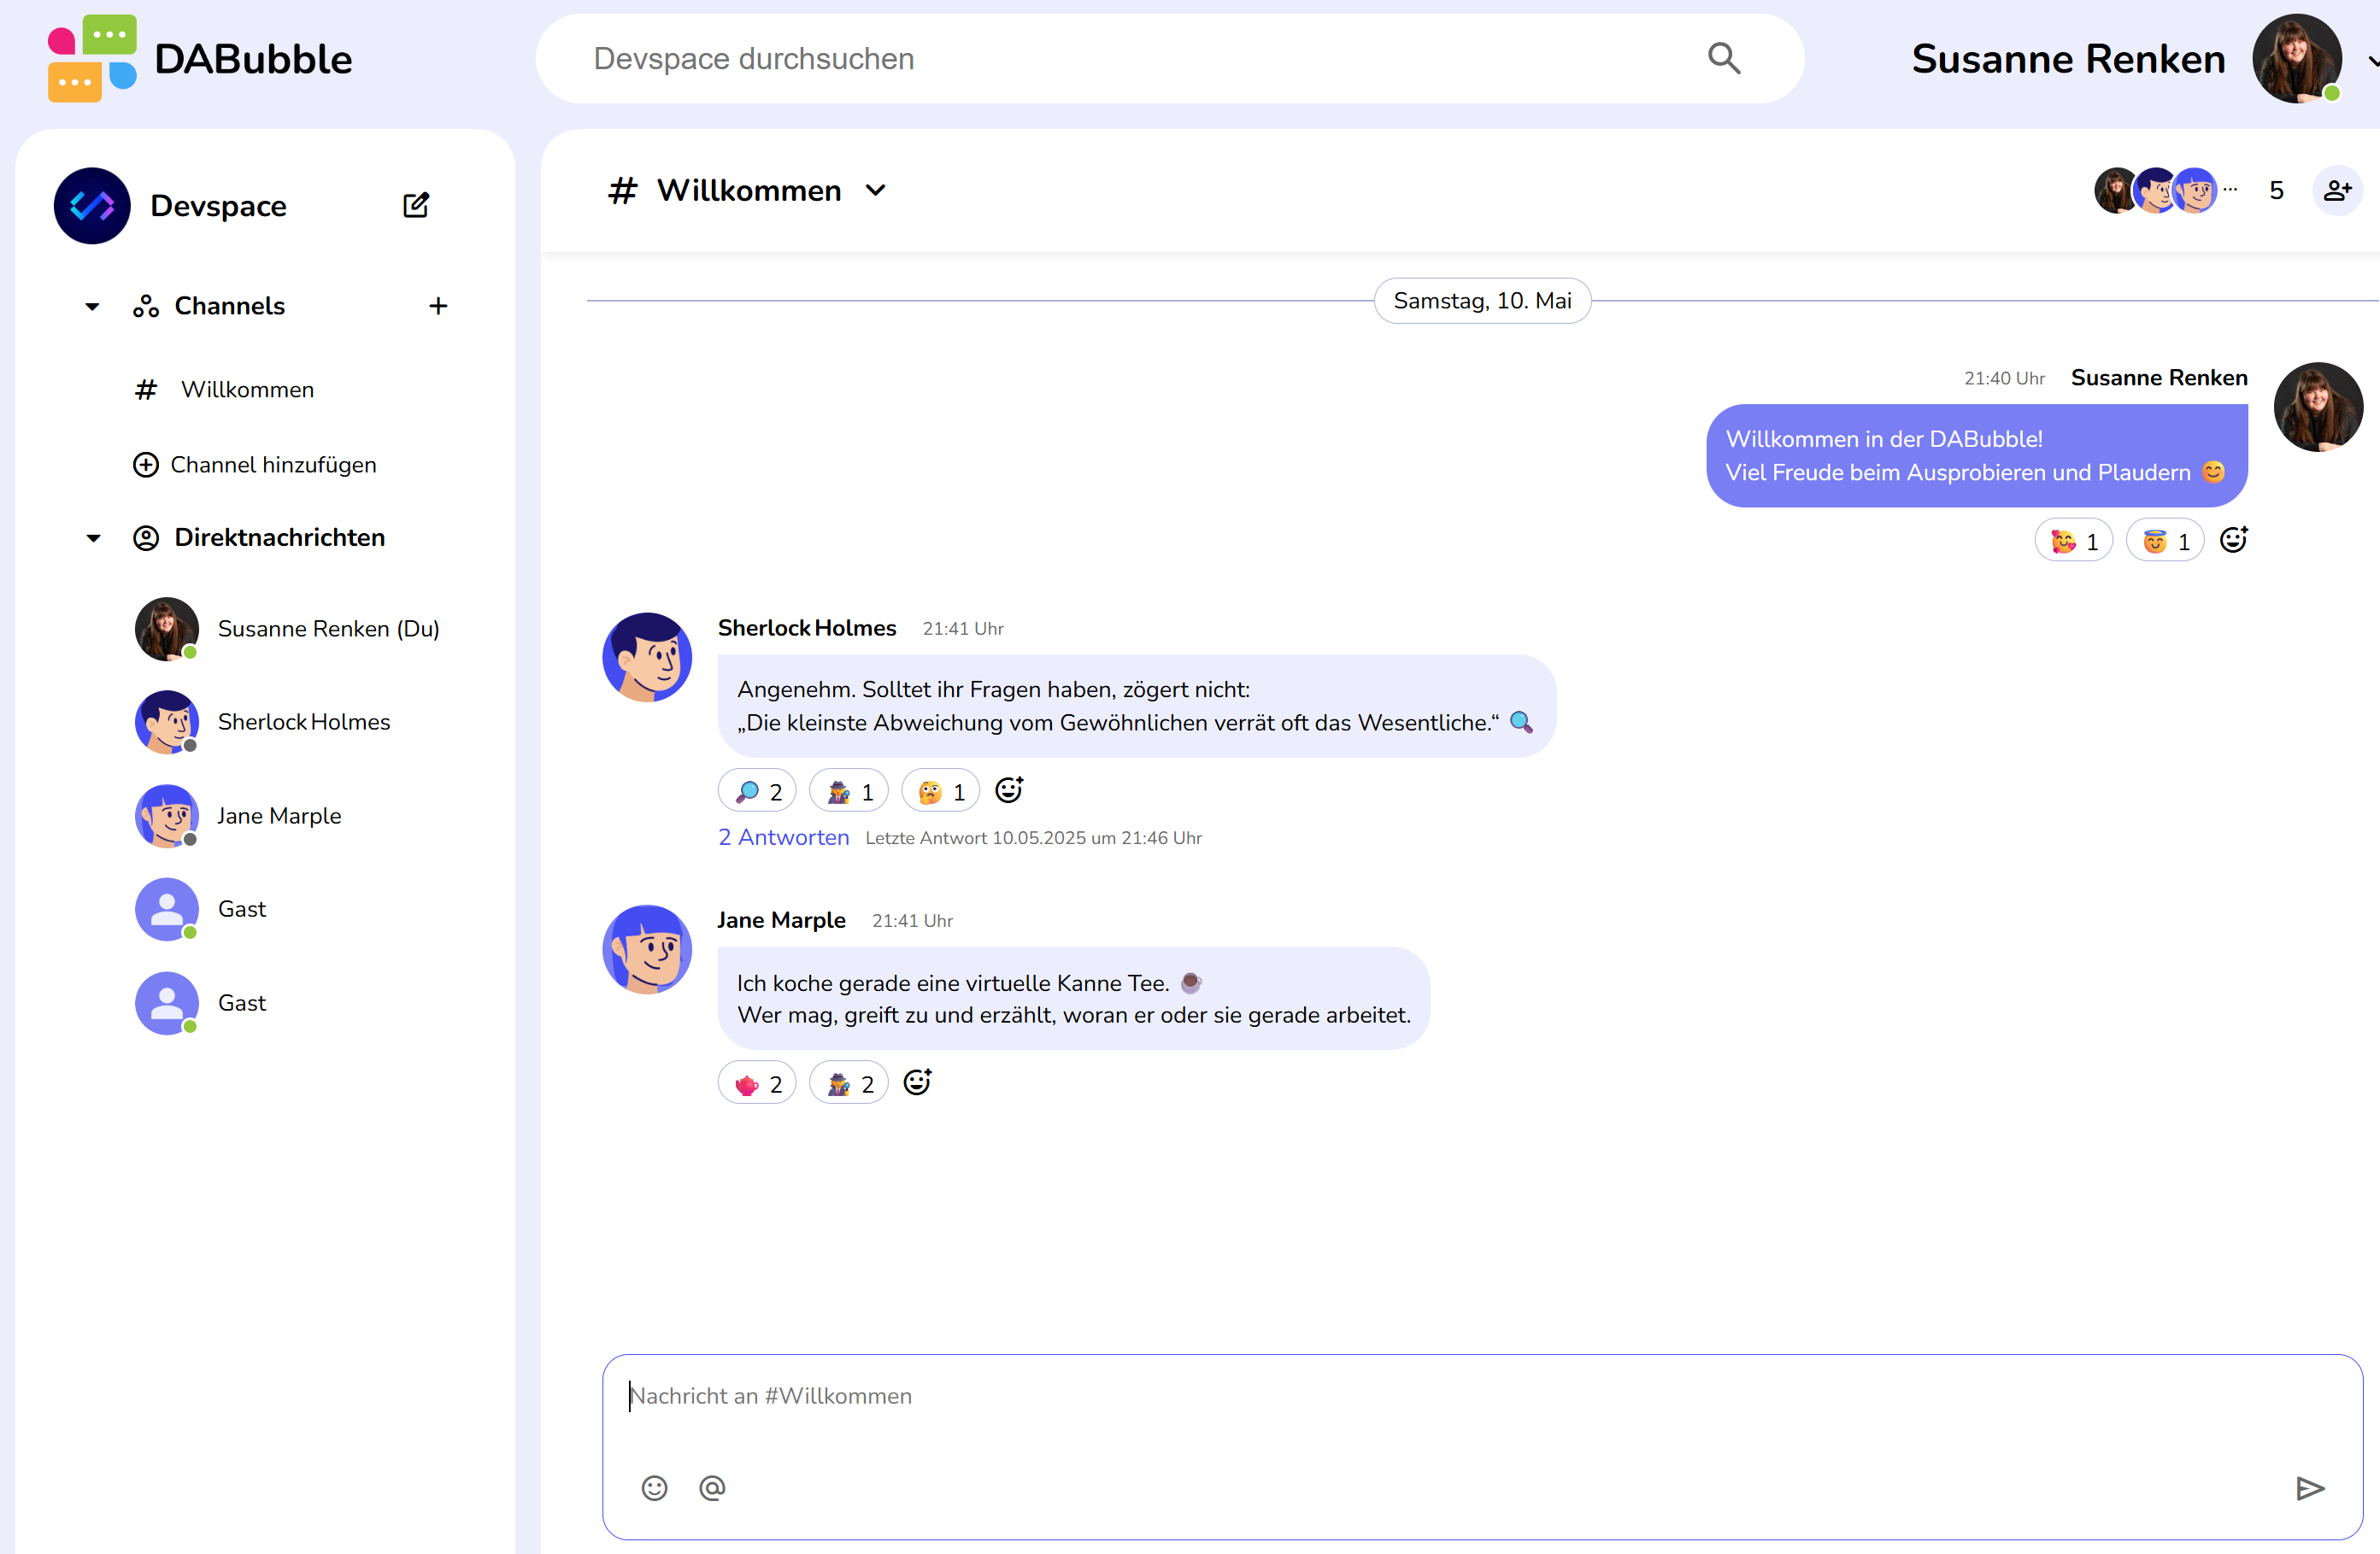 DABubble
Devspace durchsuchen
Susanne Renken
Devspace
Channels
# Willkommen
Channel hinzufügen
Direktnachrichten
Susanne Renken (Du)
Sherlock Holmes
Jane Marple
Gast
Gast
# Willkommen
... 5
Samstag, 10. Mai
21:40 Uhr Susanne Renken
Willkommen in der DABubble!
Viel Freude beim Ausprobieren und Plaudern 😊
🥰 1 😇 1
Sherlock Holmes 21:41 Uhr
Angenehm. Solltet ihr Fragen haben, zögert nicht:
„Die kleinste Abweichung vom Gewöhnlichen verrät oft das Wesentliche.“ 🔍
🔎 2 🕵️ 1 🤔 1
2 Antworten Letzte Antwort 10.05.2025 um 21:46 Uhr
Jane Marple 21:41 Uhr
Ich koche gerade eine virtuelle Kanne Tee. ☕
Wer mag, greift zu und erzählt, woran er oder sie gerade arbeitet.
🫖 2 🕵️ 2
Nachricht an #Willkommen
@